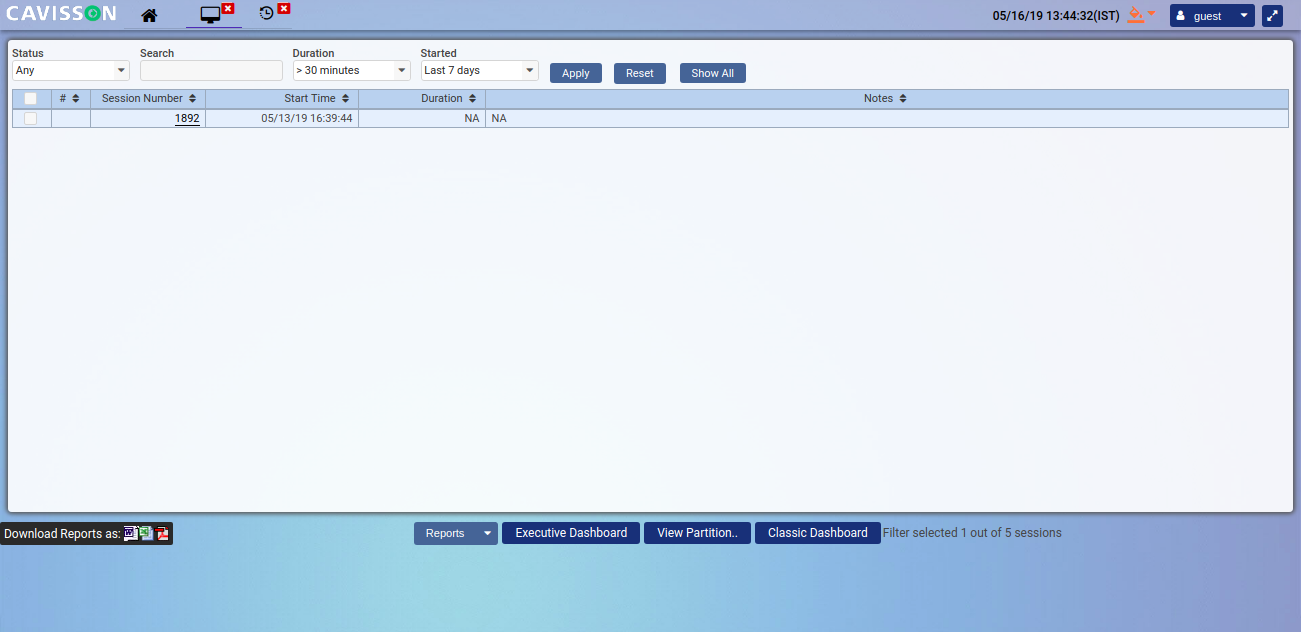 CAVISSON
05/16/19 13:44:32(IST)
guest
Status Search Duration Started
Any > 30 minutes Last 7 days Apply Reset Show All
# Session Number Start Time Duration Notes
1892 05/13/19 16:39:44 NA NA
Download Reports as: Reports Executive Dashboard View Partition.. Classic Dashboard Filter selected 1 out of 5 sessions